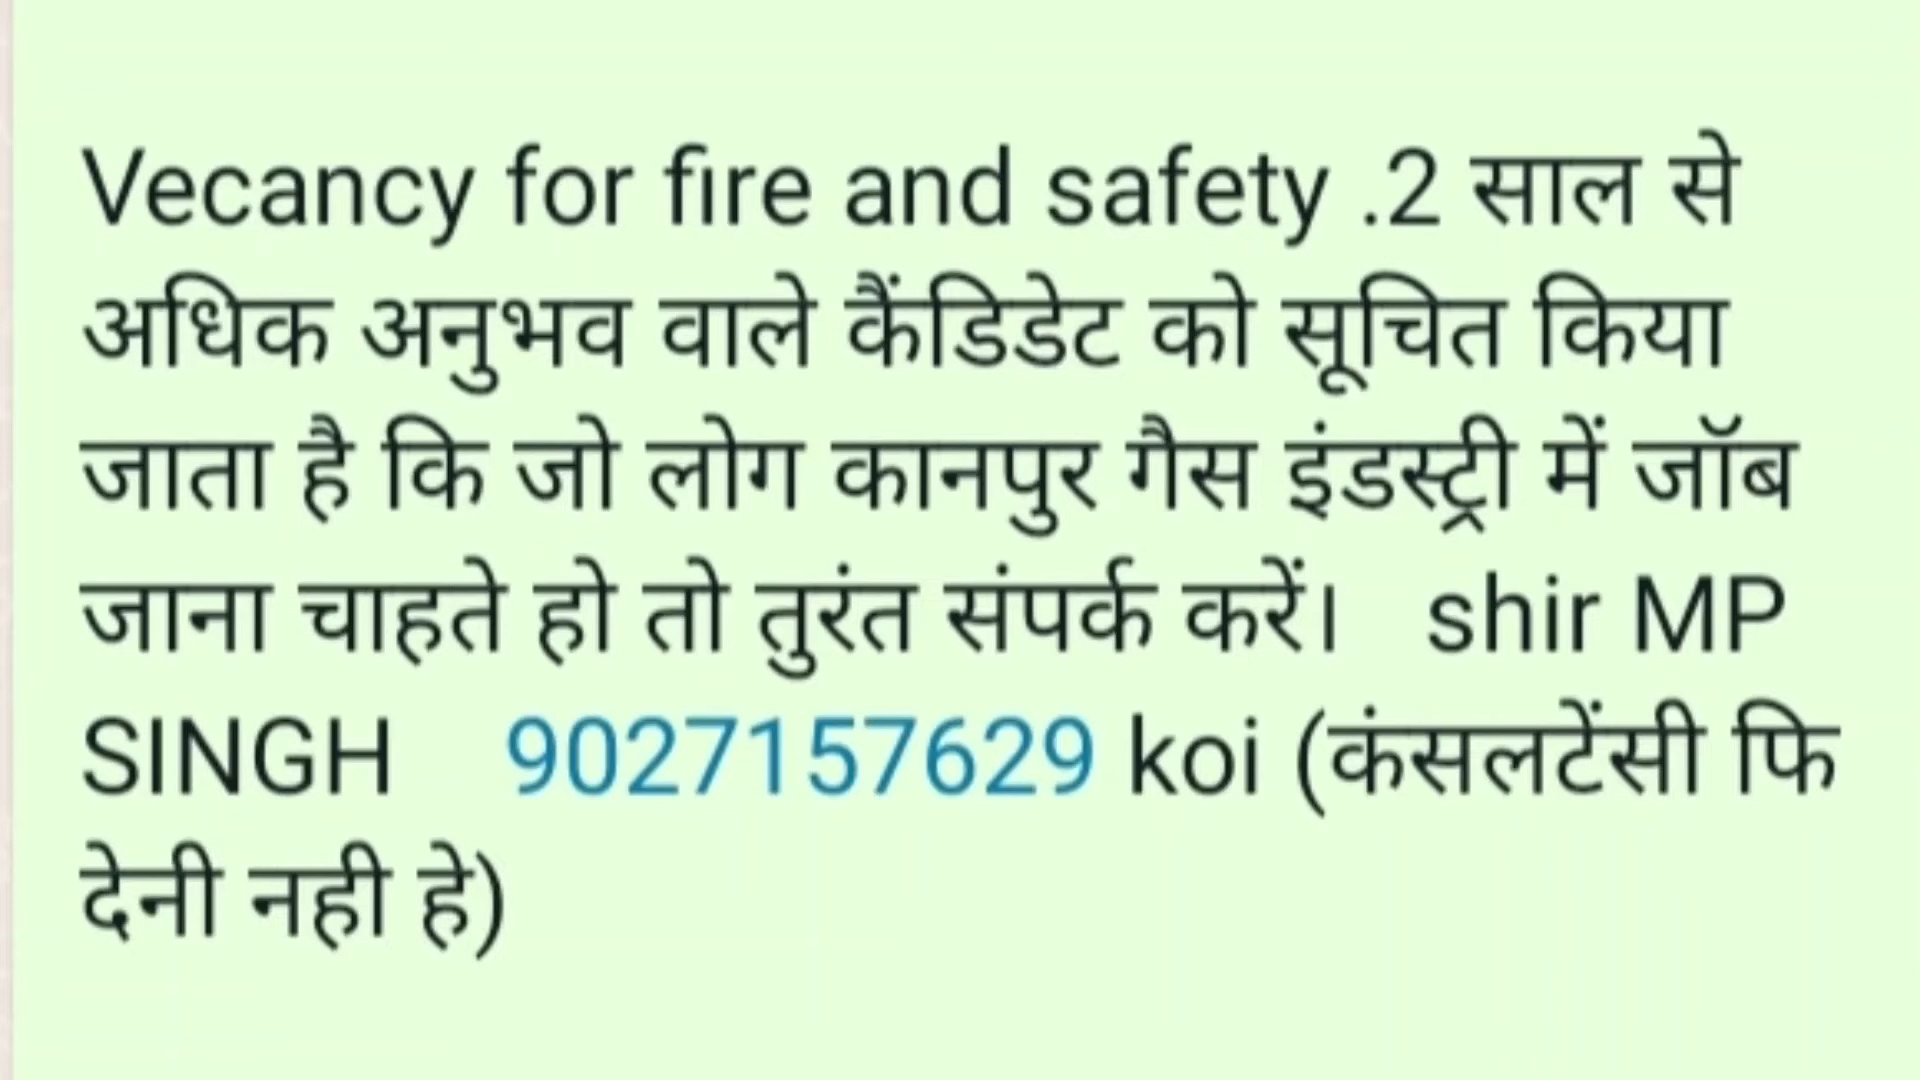 Vecancy for fire and safety .2 साल से
अधिक अनुभव वाले कैंडिडेट को सूचित किया
जाता है कि जो लोग कानपुर गैस इंडस्ट्री में जॉब
जाना चाहते हो तो तुरंत संपर्क करें।   shir MP
SINGH    9027157629 koi (कंसलटेंसी फि
देनी नही हे)